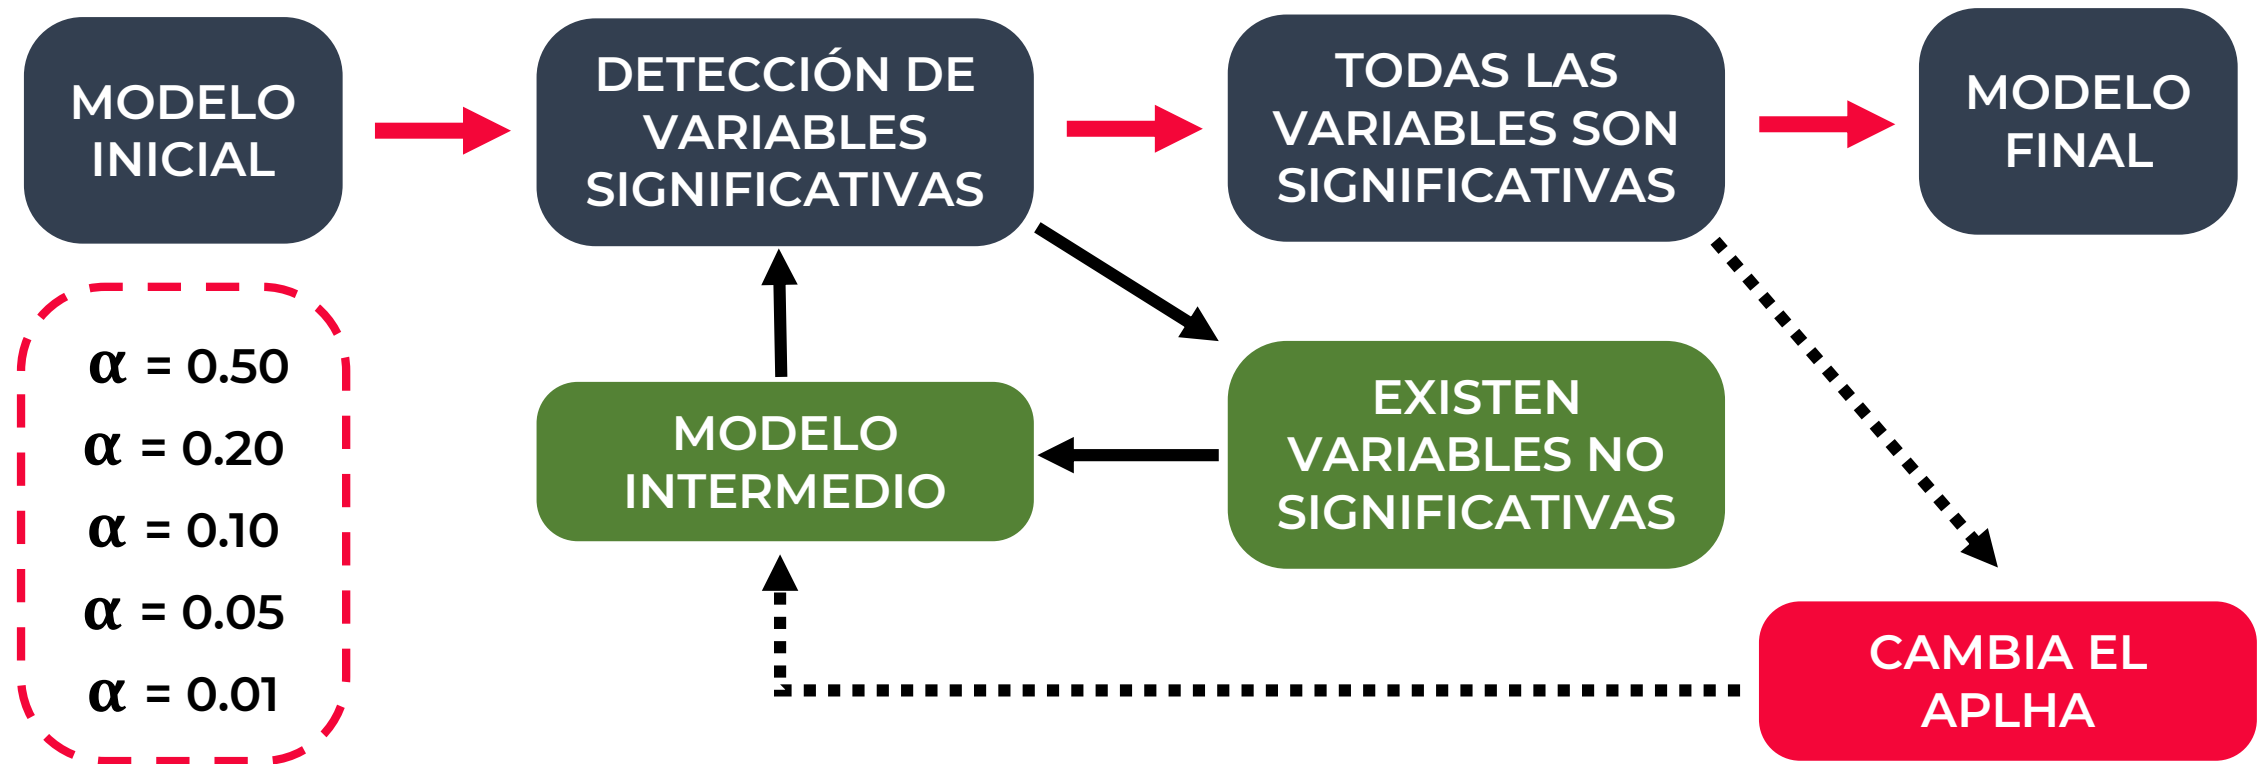 MODELO
INICIAL
DETECCIÓN DE
VARIABLES
SIGNIFICATIVAS
TODAS LAS
VARIABLES SON
SIGNIFICATIVAS
MODELO
FINAL
α = 0.50
α = 0.20
α = 0.10
α = 0.05
α = 0.01
MODELO
INTERMEDIO
EXISTEN
VARIABLES NO
SIGNIFICATIVAS
CAMBIA EL
APLHA